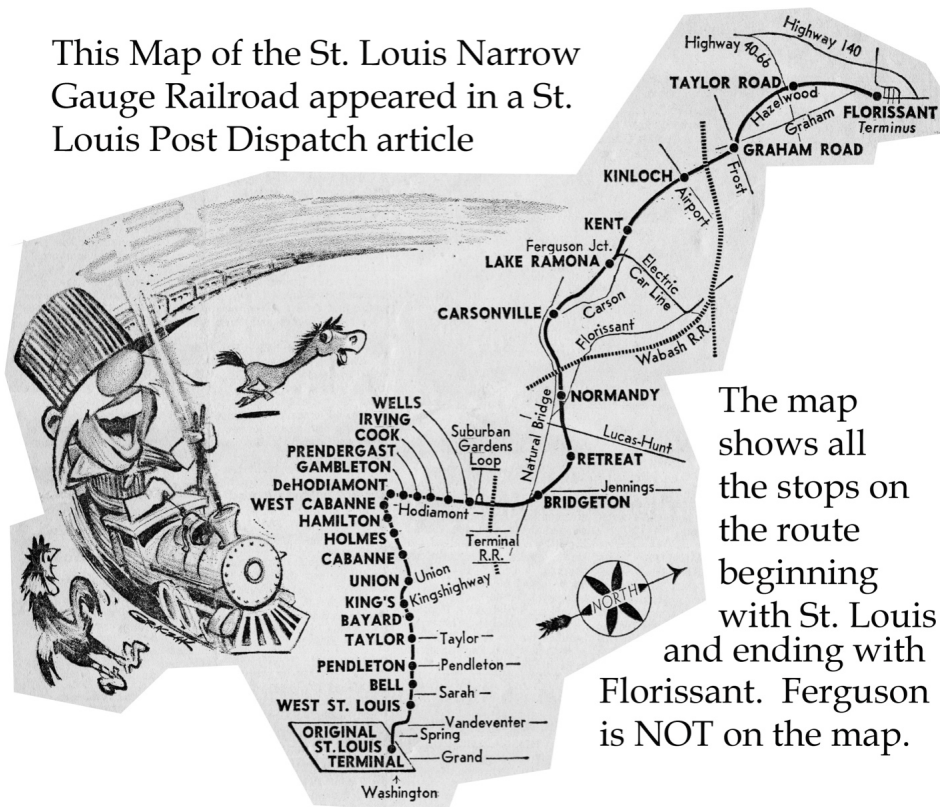 This Map of the St. Louis Narrow
Gauge Railroad appeared in a St.
Louis Post Dispatch article
Highway 140
Highway 40-66
TAYLOR ROAD
Hazelwood
FLORISSANT
Terminus
Graham
GRAHAM ROAD
KINLOCH
Frost
Airport
KENT
Ferguson Jct.
LAKE RAMONA
Electric
Car Line
CARSONVILLE
Carson
Florissant
Wabash R.R.
NORMANDY
Natural Bridge
Lucas-Hunt
RETREAT
Jennings
BRIDGETON
WELLS
IRVING
COOK
PRENDERGAST
GAMBLETON
DeHODIAMONT
Suburban
Gardens
Loop
Hodiamont
Terminal
R.R.
WEST CABANNE
HAMILTON
HOLMES
CABANNE
UNION
Union
Kingshighway
KING'S
BAYARD
TAYLOR
Taylor
PENDLETON
Pendleton
BELL
Sarah
WEST ST. LOUIS
Vandeventer
Spring
ORIGINAL
ST. LOUIS
TERMINAL
Grand
Washington
NORTH
The map
shows all
the stops on
the route
beginning
with St. Louis
and ending with
Florissant. Ferguson
is NOT on the map.